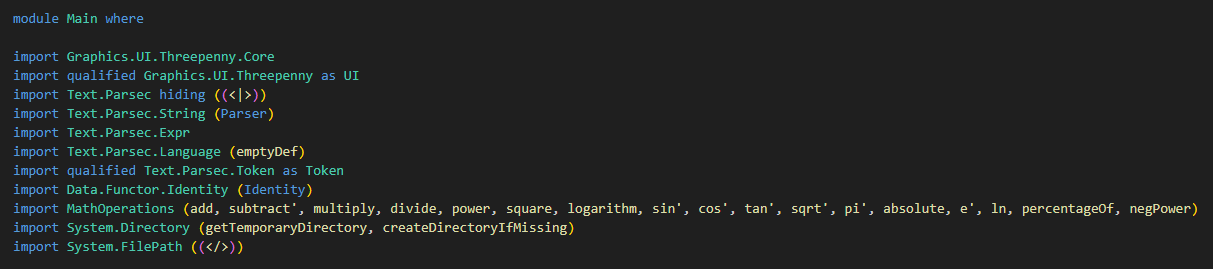 module Main where
import Graphics.UI.Threepenny.Core
import qualified Graphics.UI.Threepenny as UI
import Text.Parsec hiding ((<|>))
import Text.Parsec.String (Parser)
import Text.Parsec.Expr
import Text.Parsec.Language (emptyDef)
import qualified Text.Parsec.Token as Token
import Data.Functor.Identity (Identity)
import MathOperations (add, subtract', multiply, divide, power, square, logarithm, sin', cos', tan', sqrt', pi', absolute, e', ln, percentageOf, negPower)
import System.Directory (getTemporaryDirectory, createDirectoryIfMissing)
import System.FilePath ((</>))